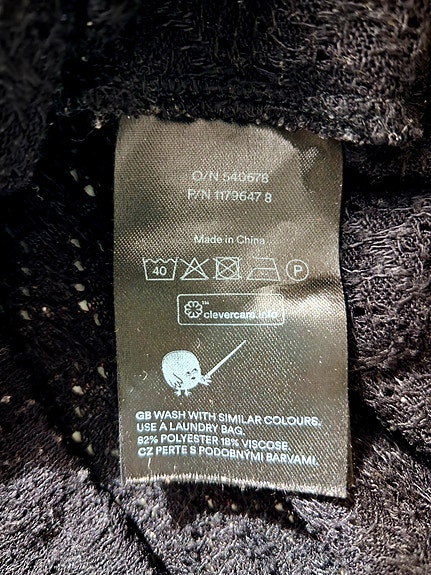 O/N 540678
P/N 1179647 8
Made in China
40 P
™
clevercare.info
GB WASH WITH SIMILAR COLOURS.
USE A LAUNDRY BAG.
82% POLYESTER 18% VISCOSE
CZ PERTE S PODOBNÝMI BARVAMI.